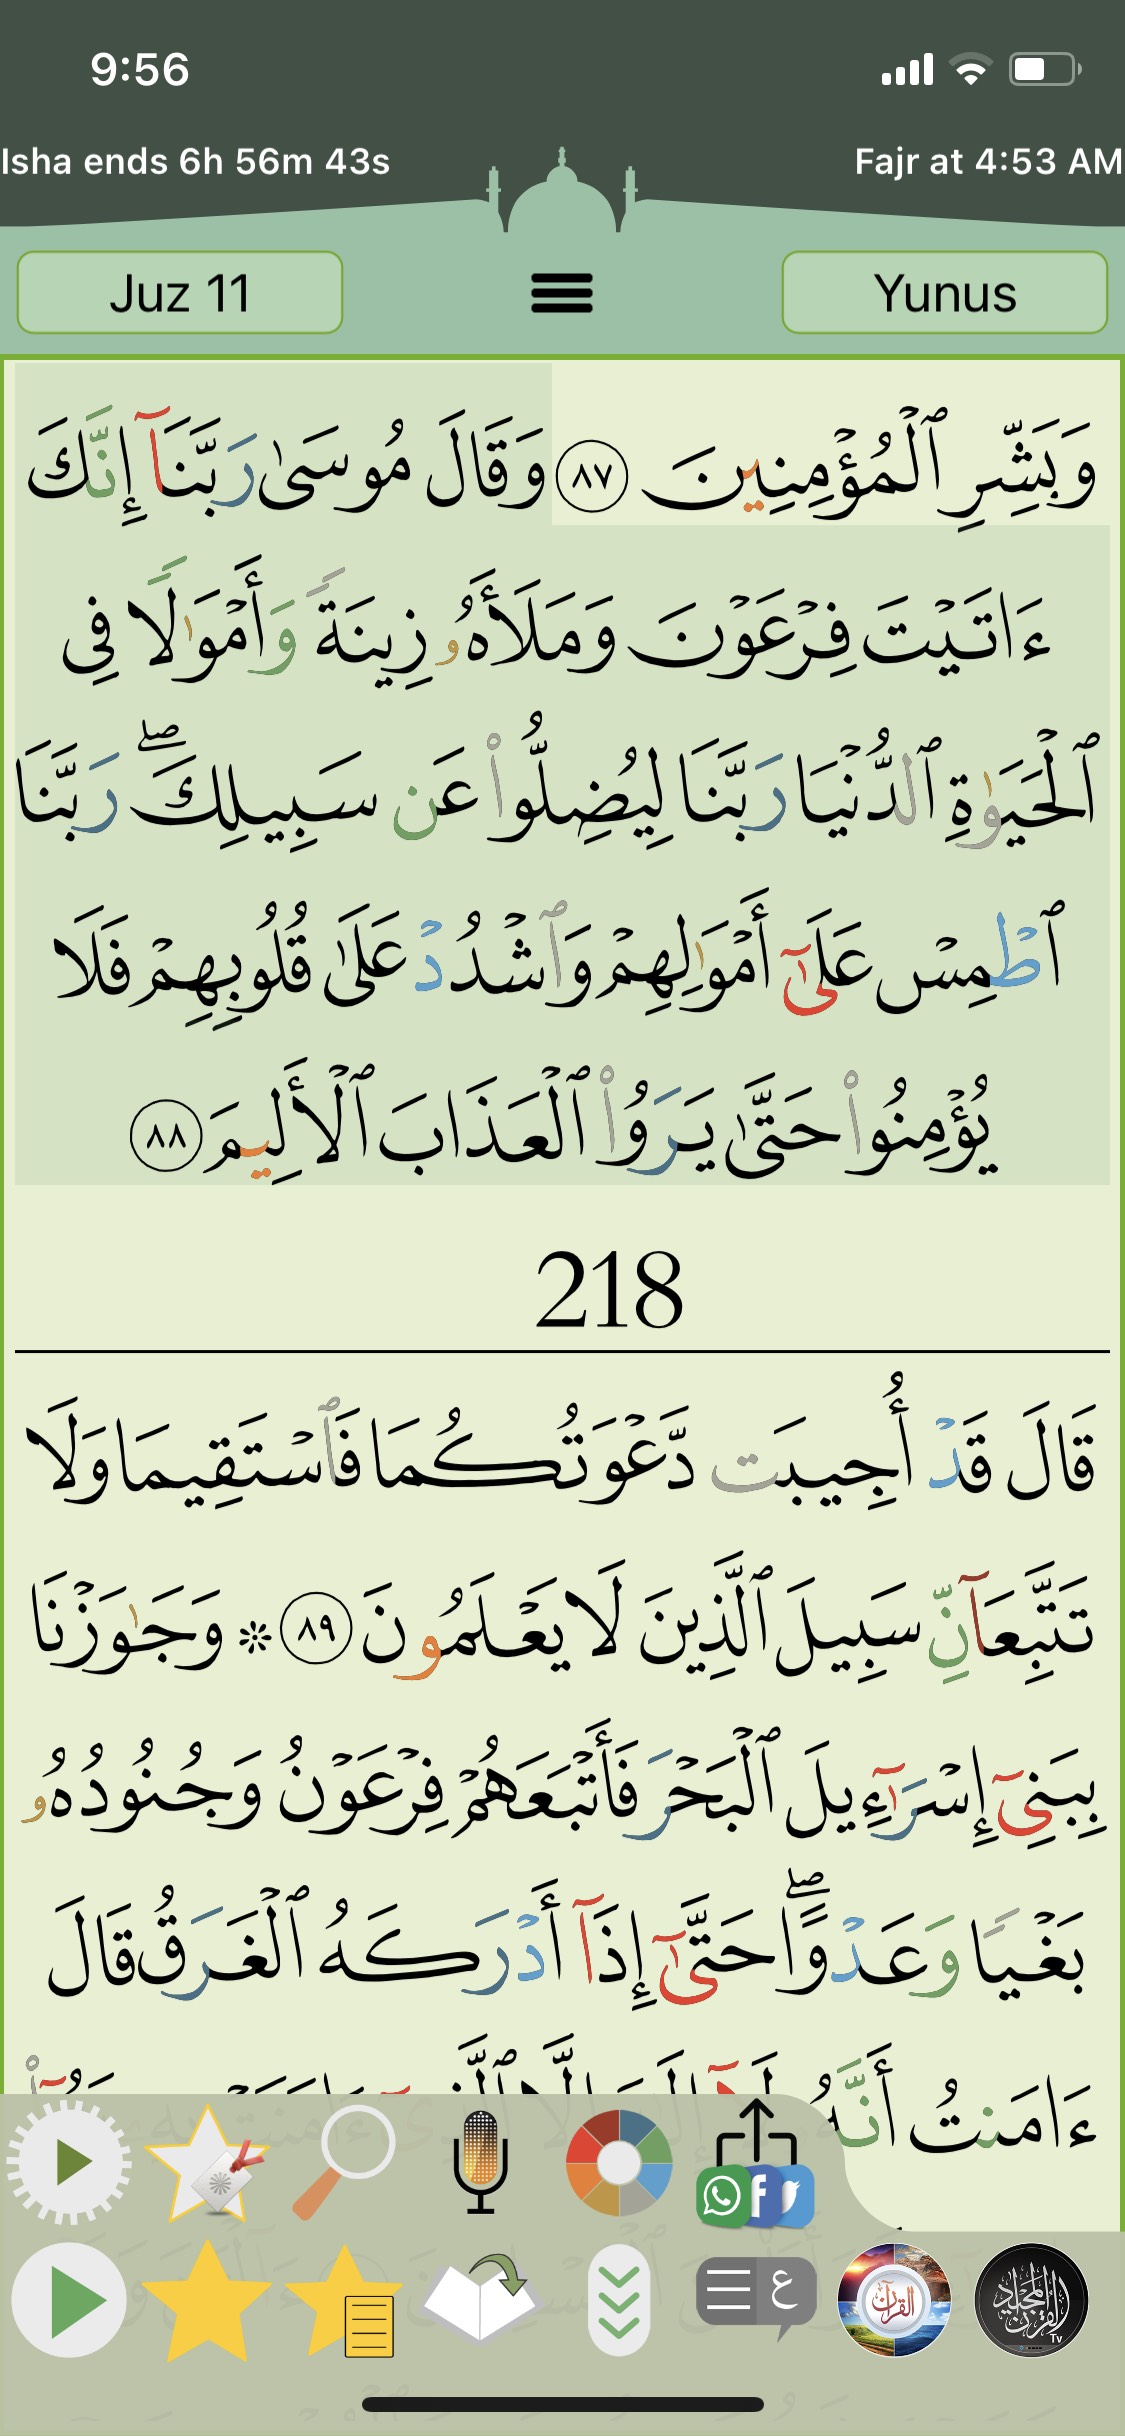 9:56
Isha ends 6h 56m 43s
Fajr at 4:53 AM
Juz 11
Yunus
وَبَشِّرِ ٱلۡمُؤۡمِنِينَ ٨٧ وَقَالَ مُوسَىٰ رَبَّنَآ إِنَّكَ
ءَاتَيۡتَ فِرۡعَوۡنَ وَمَلَأَهُۥ زِينَةٗ وَأَمۡوَٰلٗا فِي
ٱلۡحَيَوٰةِ ٱلدُّنۡيَا رَبَّنَا لِيُضِلُّواْ عَن سَبِيلِكَۖ رَبَّنَا
ٱطۡمِسۡ عَلَىٰٓ أَمۡوَٰلِهِمۡ وَٱشۡدُدۡ عَلَىٰ قُلُوبِهِمۡ فَلَا
يُؤۡمِنُواْ حَتَّىٰ يَرَوُاْ ٱلۡعَذَابَ ٱلۡأَلِيمَ ٨٨
218
قَالَ قَدۡ أُجِيبَت دَّعۡوَتُكُمَا فَٱسۡتَقِيمَا وَلَا
تَتَّبِعَآنِّ سَبِيلَ ٱلَّذِينَ لَا يَعۡلَمُونَ ٨٩ ۞ وَجَٰوَزۡنَا
بِبَنِيٓ إِسۡرَٰٓءِيلَ ٱلۡبَحۡرَ فَأَتۡبَعَهُمۡ فِرۡعَوۡنُ وَجُنُودُهُۥ
بَغۡيٗا وَعَدۡوًاۖ حَتَّىٰٓ إِذَآ أَدۡرَكَهُ ٱلۡغَرَقُ قَالَ
ءَامَنتُ أَنَّهُۥ
ع
القرآن
Tv